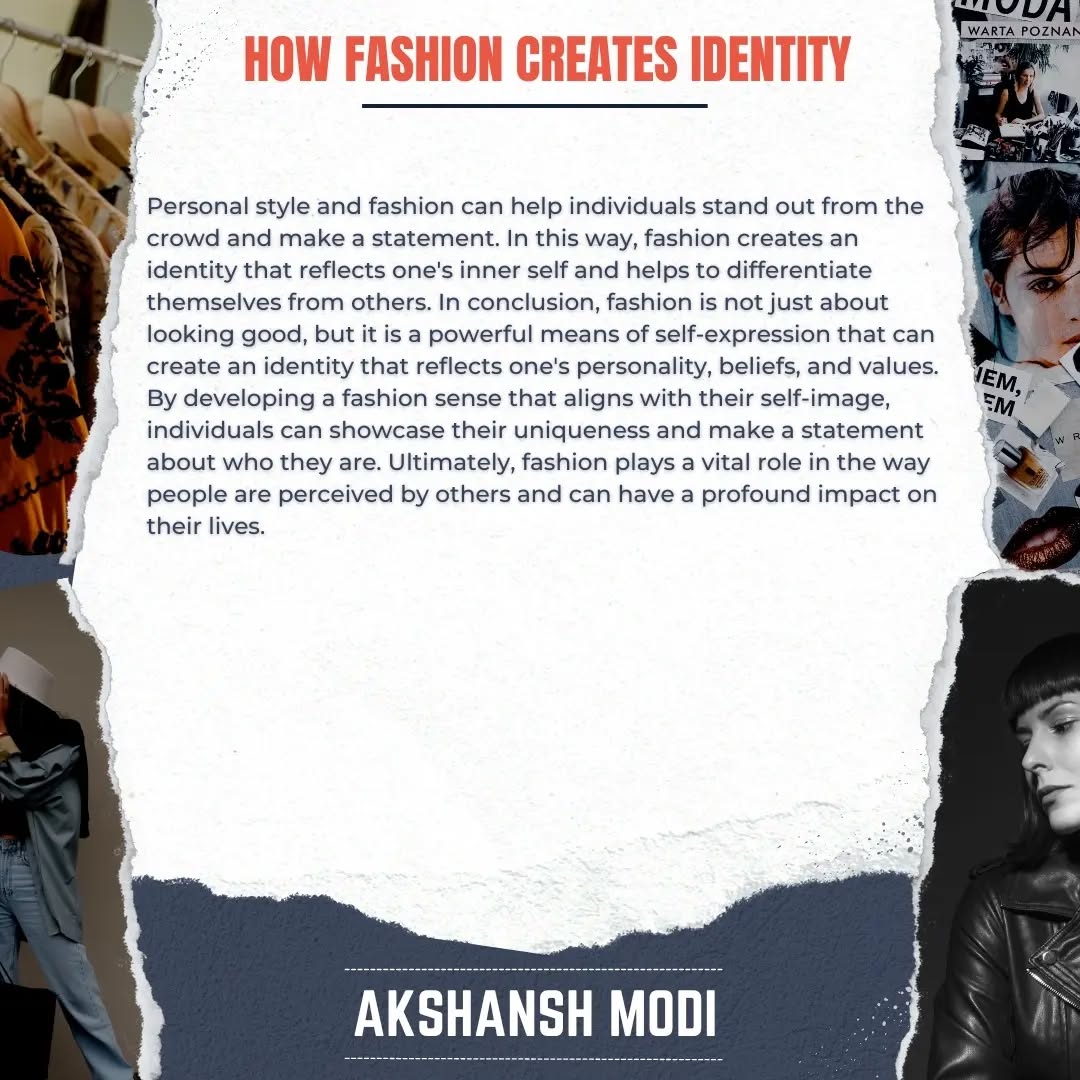 HOW FASHION CREATES IDENTITY
MODA
WARTA POZNAN
Personal style and fashion can help individuals stand out from the
crowd and make a statement. In this way, fashion creates an
identity that reflects one's inner self and helps to differentiate
themselves from others. In conclusion, fashion is not just about
looking good, but it is a powerful means of self-expression that can
create an identity that reflects one's personality, beliefs, and values.
By developing a fashion sense that aligns with their self-image,
individuals can showcase their uniqueness and make a statement
about who they are. Ultimately, fashion plays a vital role in the way
people are perceived by others and can have a profound impact on
their lives.
AKSHANSH MODI